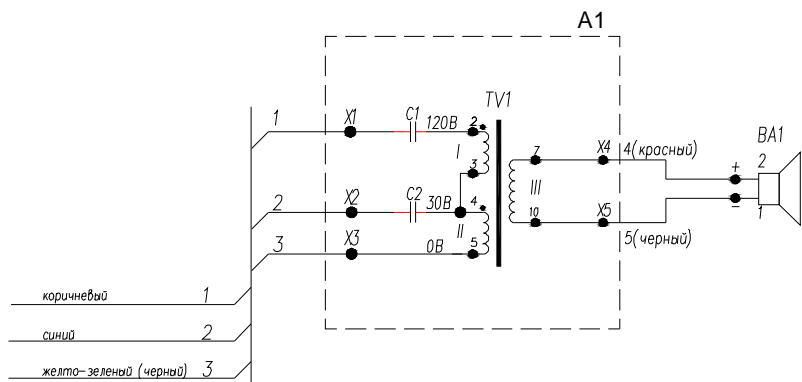 A1
TV1
1 X1 C1 120В 2
I
3
7 X4 4(красный)
BA1
+ 2
2 X2 C2 30В 4
III
II
3 X3 0В 5
10 X5
5(черный)
– 1
коричневый 1
синий 2
желто-зеленый (черный) 3